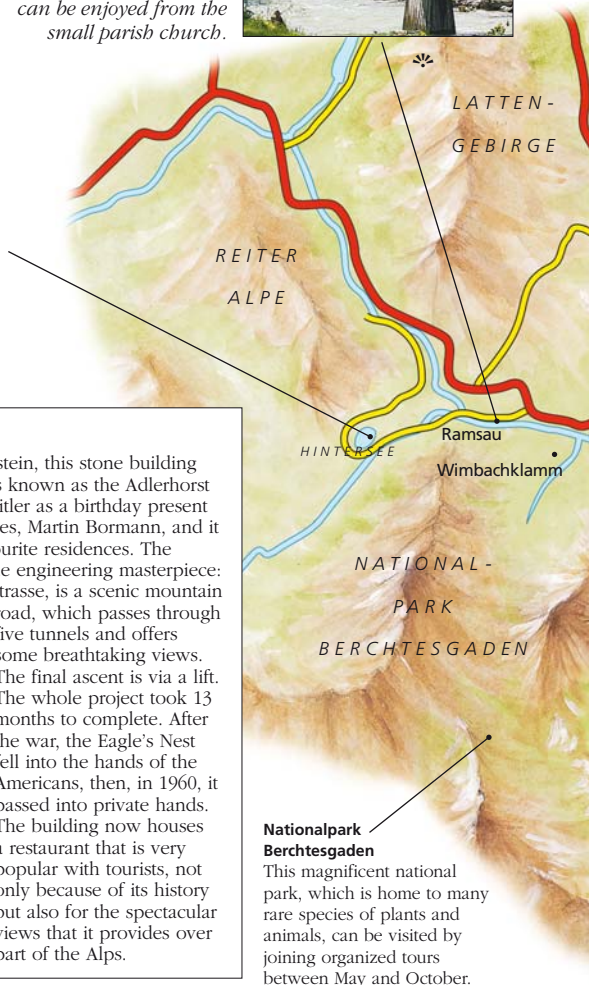 can be enjoyed from the
small parish church.
LATTEN-
GEBIRGE
REITER
ALPE
HINTERSEE
Ramsau
Wimbachklamm
NATIONAL-
PARK
BERCHTESGADEN
stein, this stone building
known as the Adlerhorst
as a birthday present
Martin Bormann, and it
residences. The
engineering masterpiece:
is a scenic mountain
road, which passes through
five tunnels and offers
some breathtaking views.
The final ascent is via a lift.
The whole project took 13
months to complete. After
the war, the Eagle's Nest
fell into the hands of the
Americans, then, in 1960, it
passed into private hands.
The building now houses
a restaurant that is very
popular with tourists, not
only because of its history
but also for the spectacular
views that it provides over
part of the Alps.
Nationalpark
Berchtesgaden
This magnificent national
park, which is home to many
rare species of plants and
animals, can be visited by
joining organized tours
between May and October.